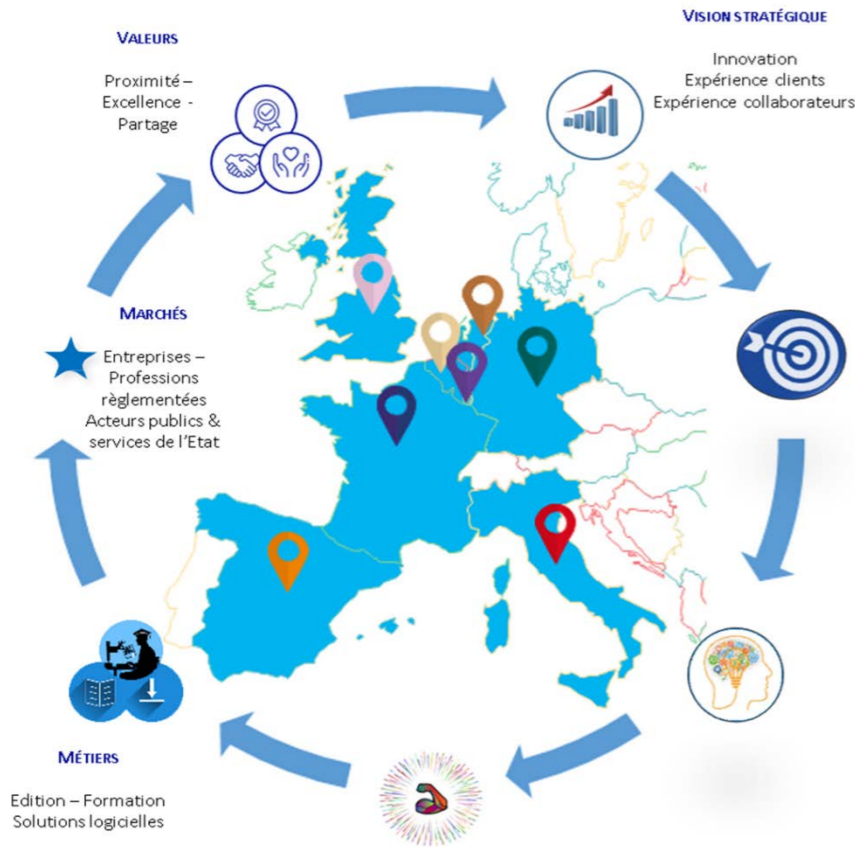 VALEURS
Proximité –
Excellence -
Partage
VISION STRATÉGIQUE
Innovation
Expérience clients
Expérience collaborateurs
MARCHÉS
Entreprises –
Professions
règlementées
Acteurs publics &
services de l'Etat
MÉTIERS
Edition – Formation
Solutions logicielles